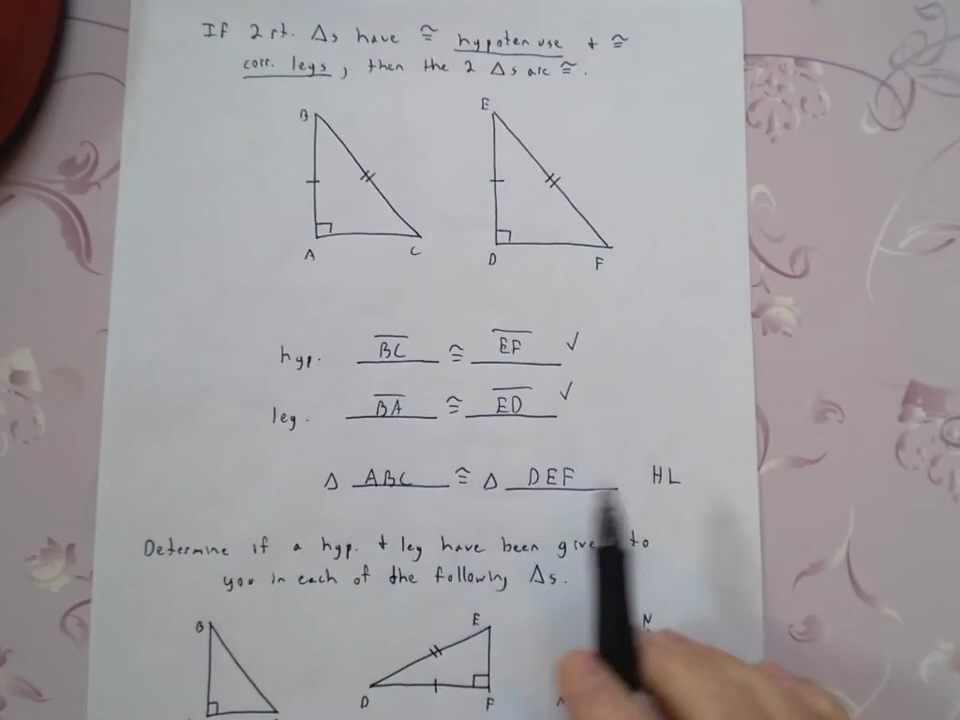 If 2 rt. Δs have ≅ hypotenuse + ≅
corr. legs, then the 2 Δs are ≅.
B
E
A
C
D
F
hyp. BC ≅ EF ✓
leg. BA ≅ ED ✓
Δ ABC ≅ Δ DEF HL
Determine if a hyp. + leg have been given to
you in each of the following Δs.
B
E
N
D
F